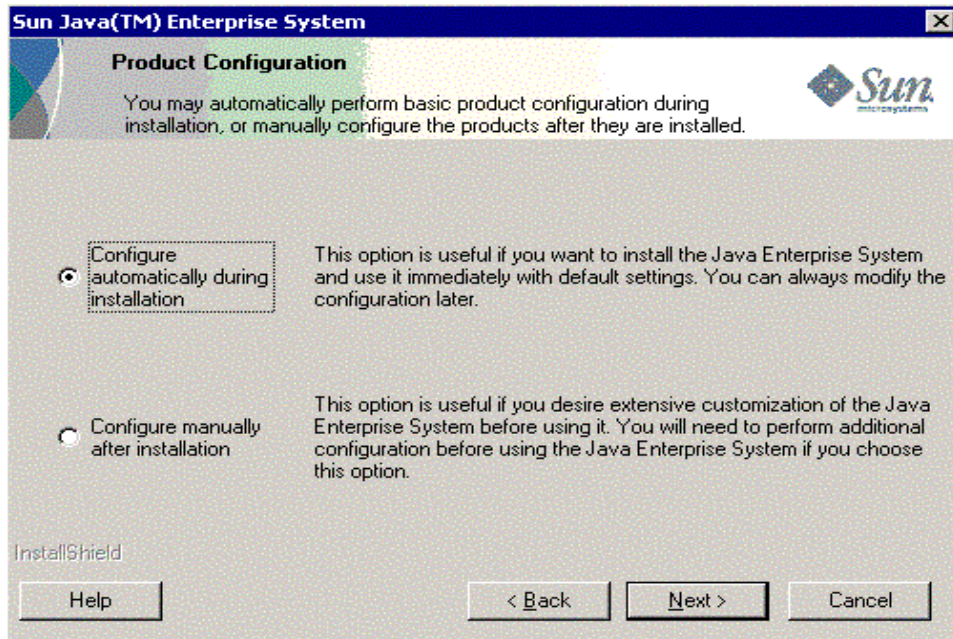 Sun Java(TM) Enterprise System
Product Configuration
You may automatically perform basic product configuration during
installation, or manually configure the products after they are installed.
Sun
microsystems
Configure
automatically during
installation
This option is useful if you want to install the Java Enterprise System
and use it immediately with default settings. You can always modify the
configuration later.
Configure manually
after installation
This option is useful if you desire extensive customization of the Java
Enterprise System before using it. You will need to perform additional
configuration before using the Java Enterprise System if you choose
this option.
InstallShield
Help
< Back
Next >
Cancel